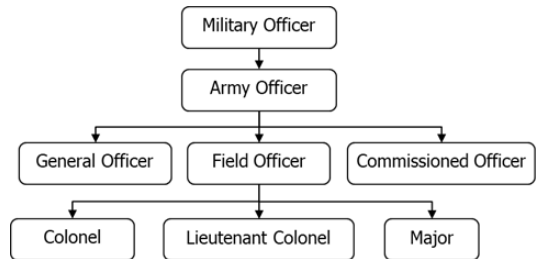 Military Officer
Army Officer
General Officer
Field Officer
Commissioned Officer
Colonel
Lieutenant Colonel
Major